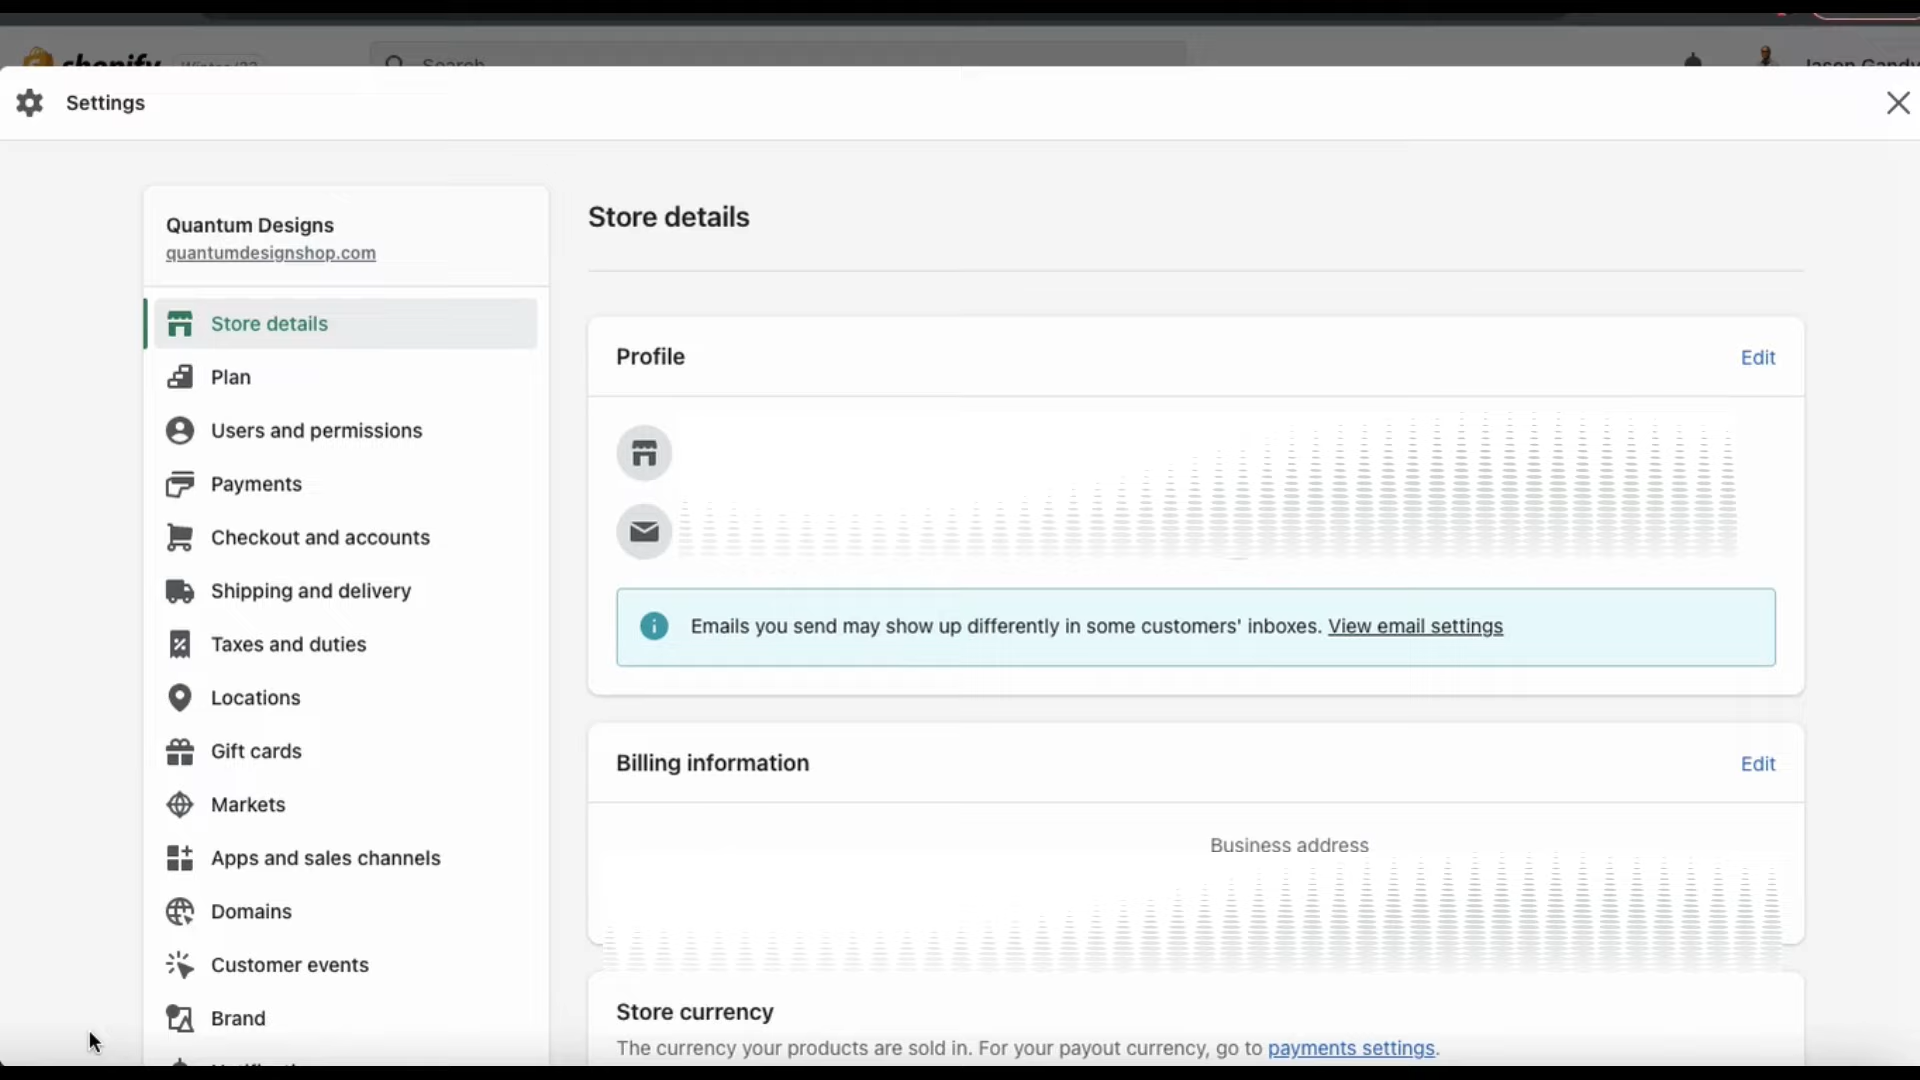 shopify
Search
Settings
Quantum Designs
quantumdesignshop.com
Store details
Plan
Users and permissions
Payments
Checkout and accounts
Shipping and delivery
Taxes and duties
Locations
Gift cards
Markets
Apps and sales channels
Domains
Customer events
Brand
Store details
Profile
Edit
Emails you send may show up differently in some customers' inboxes. View email settings
Billing information
Edit
Business address
Store currency
The currency your products are sold in. For your payout currency, go to payments settings.